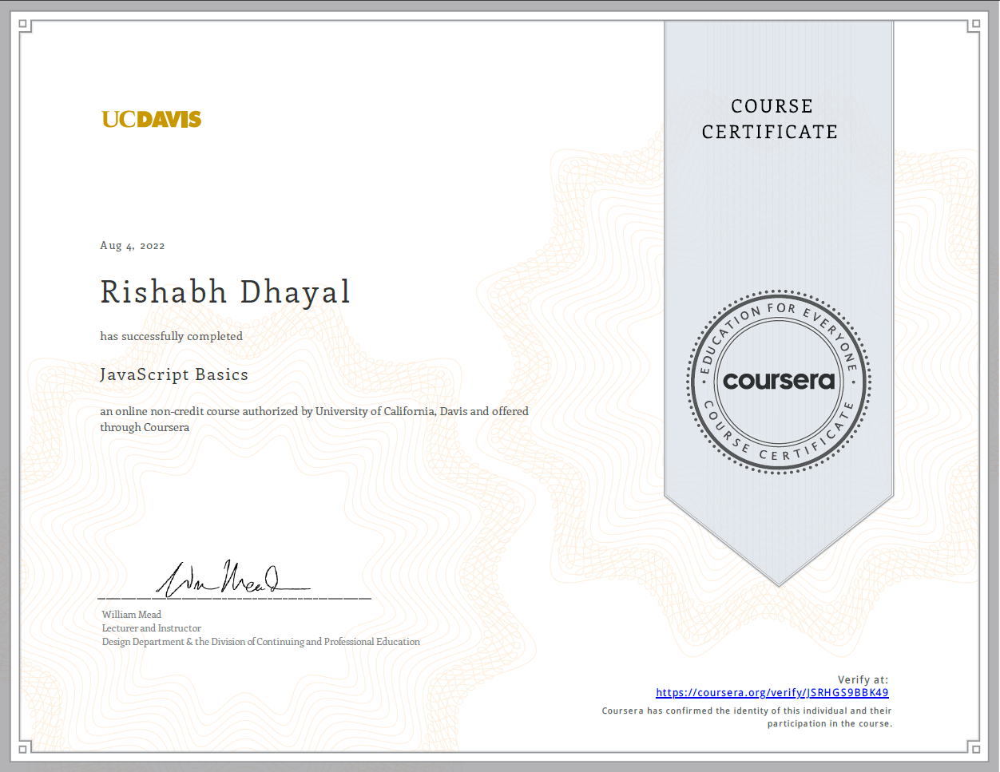 COURSE
CERTIFICATE
UCDAVIS
Aug 4, 2022
Rishabh Dhayal
has successfully completed
JavaScript Basics
an online non-credit course authorized by University of California, Davis and offered
through Coursera
EDUCATION FOR EVERYONE
coursera
COURSE CERTIFICATE
William Mead
Lecturer and Instructor
Design Department & the Division of Continuing and Professional Education
Verify at:
https://coursera.org/verify/JSRHGS9BBK49
Coursera has confirmed the identity of this individual and their
participation in the course.